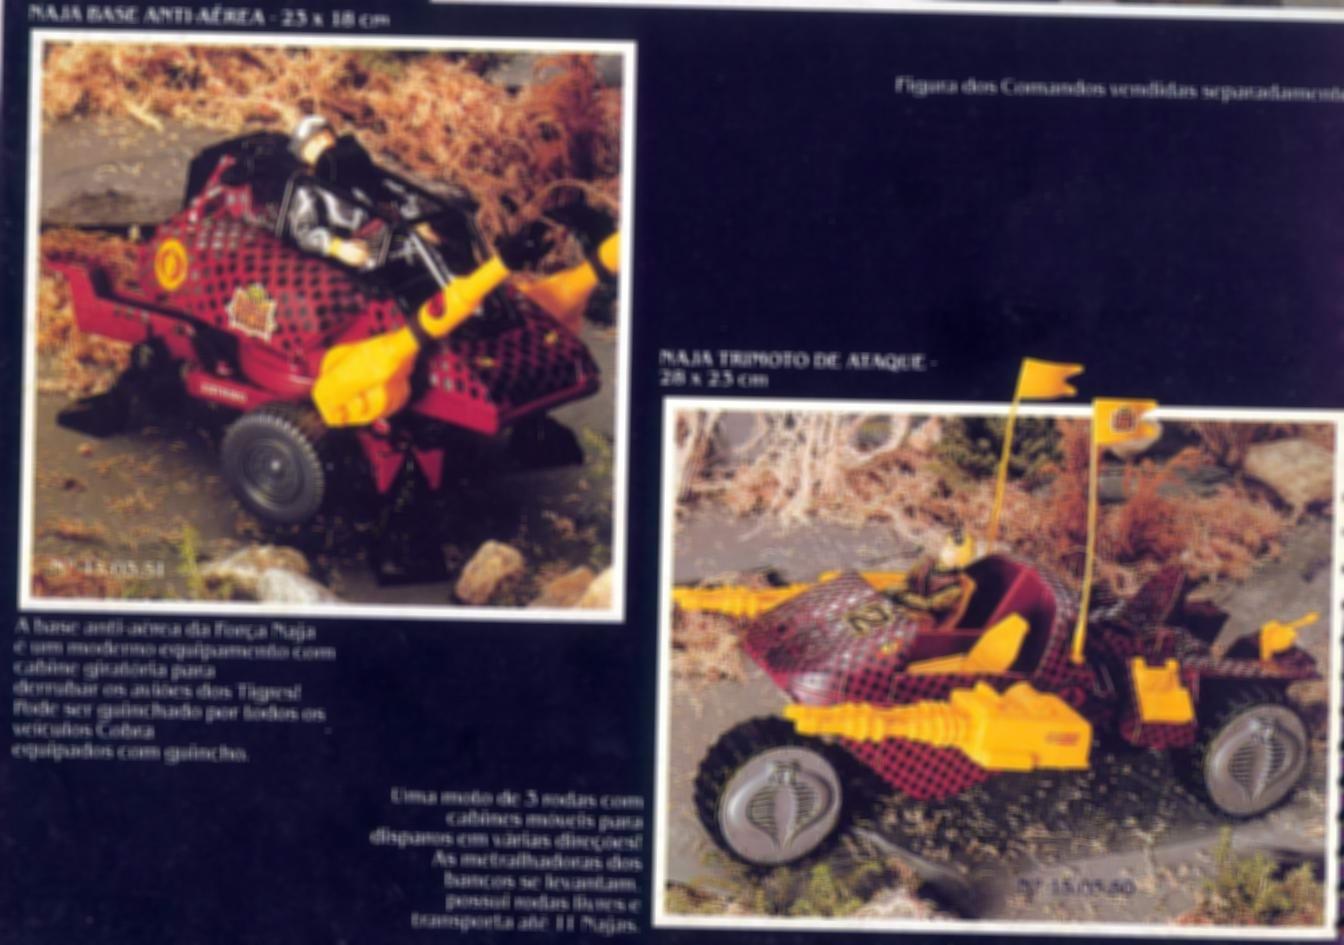 NAJA BASE ANTI-AÉREA - 23 x 18 cm
Figura dos Comandos vendidas separadamente
NAJA TRIMOTO DE ATAQUE -
28 x 23 cm
2
Nº 15.05.51
A base anti-aérea da Força Naja
é um moderno equipamento com
cabine giratória para
derrubar os aviões dos Tigres!
Pode ser guinchado por todos os
veículos Cobra
equipados com guincho.
Uma moto de 3 rodas com
cabines móveis para
disparos em várias direções!
As metralhadoras dos
bancos se levantam,
possui rodas livres e
transporta até 11 Najas.
Nº 15.05.50